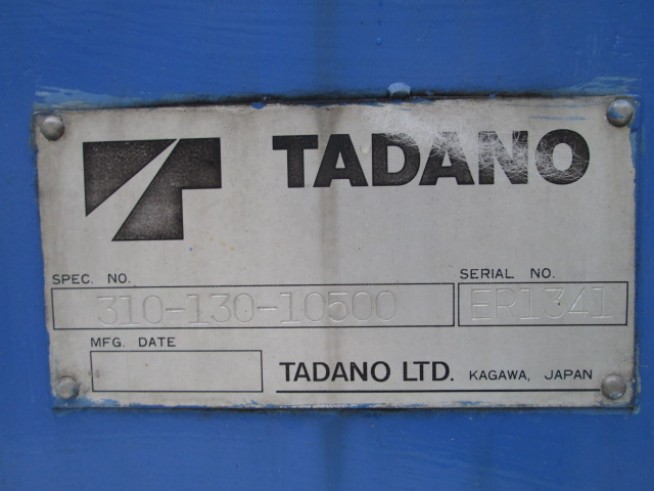 TADANO
SPEC. NO.
310-130-10500
SERIAL NO.
ER1341
MFG. DATE
TADANO LTD. KAGAWA, JAPAN